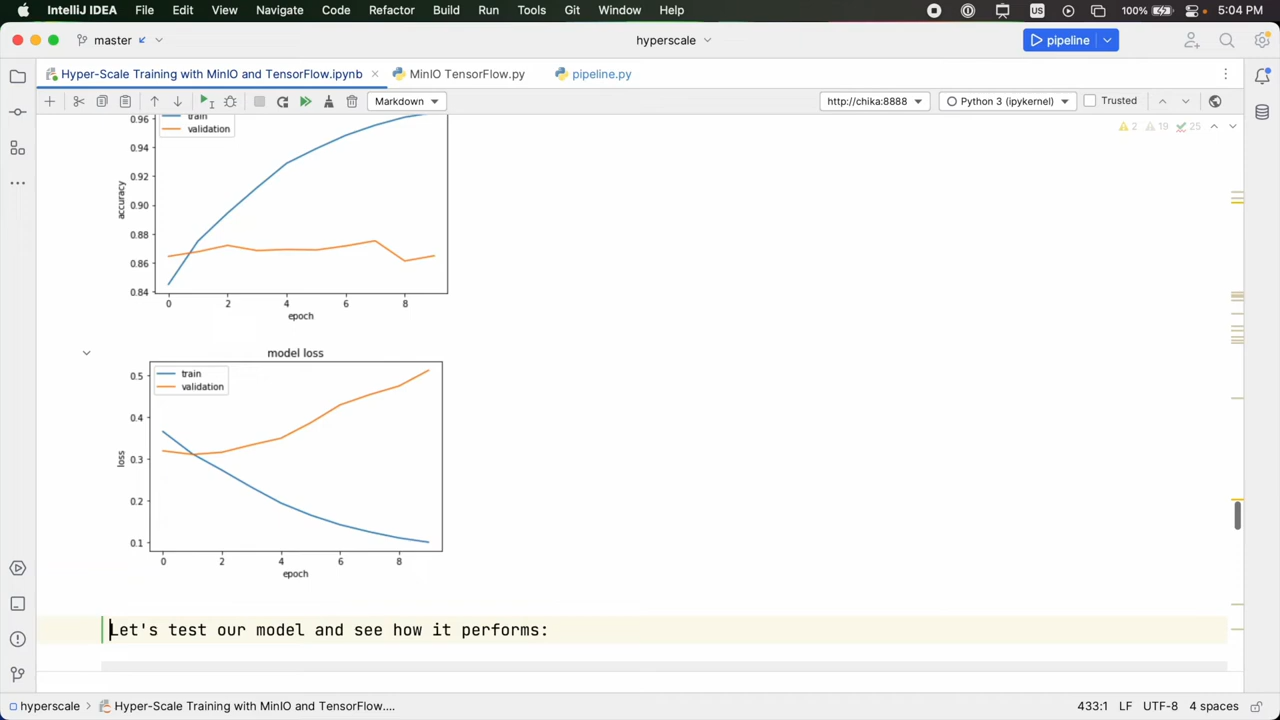 IntelliJ IDEA File Edit View Navigate Code Refactor Build Run Tools Git Window Help US 100% 5:04 PM
master hyperscale pipeline
Hyper-Scale Training with MinIO and TensorFlow.ipynb MinIO TensorFlow.py pipeline.py
Markdown http://chika:8888 Python 3 (ipykernel) Trusted
2 19 25
train
validation
0.96
0.94
0.92
0.90
0.88
0.86
0.84
accuracy
0 2 4 6 8
epoch
model loss
train
validation
0.5
0.4
0.3
0.2
0.1
loss
0 2 4 6 8
epoch
Let's test our model and see how it performs:
hyperscale Hyper-Scale Training with MinIO and TensorFlow.... 433:1 LF UTF-8 4 spaces